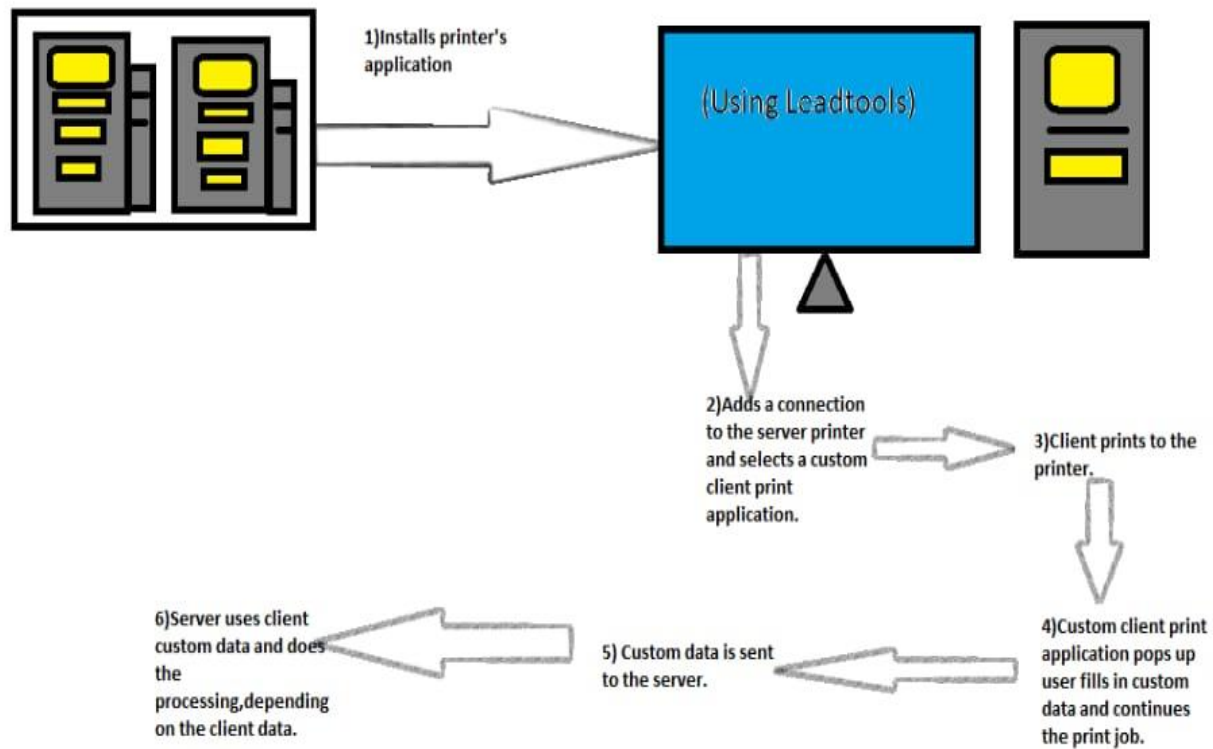 1)Installs printer's
application
(Using Leadtools)
2)Adds a connection
to the server printer
and selects a custom
client print
application.
3)Client prints to the
printer.
4)Custom client print
application pops up
user fills in custom
data and continues
the print job.
5) Custom data is sent
to the server.
6)Server uses client
custom data and does
the
processing,depending
on the client data.